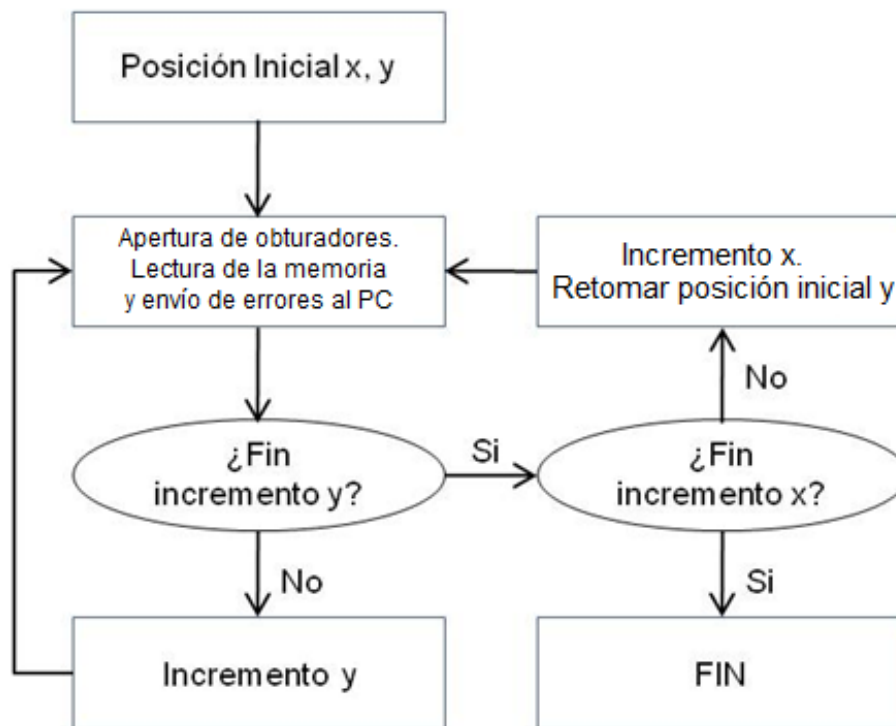 Posición Inicial x, y
Apertura de obturadores.
Lectura de la memoria
y envío de errores al PC
Incremento x.
Retomar posición inicial y
No
¿Fin
incremento y?
Si
¿Fin
incremento x?
No
Si
Incremento y
FIN